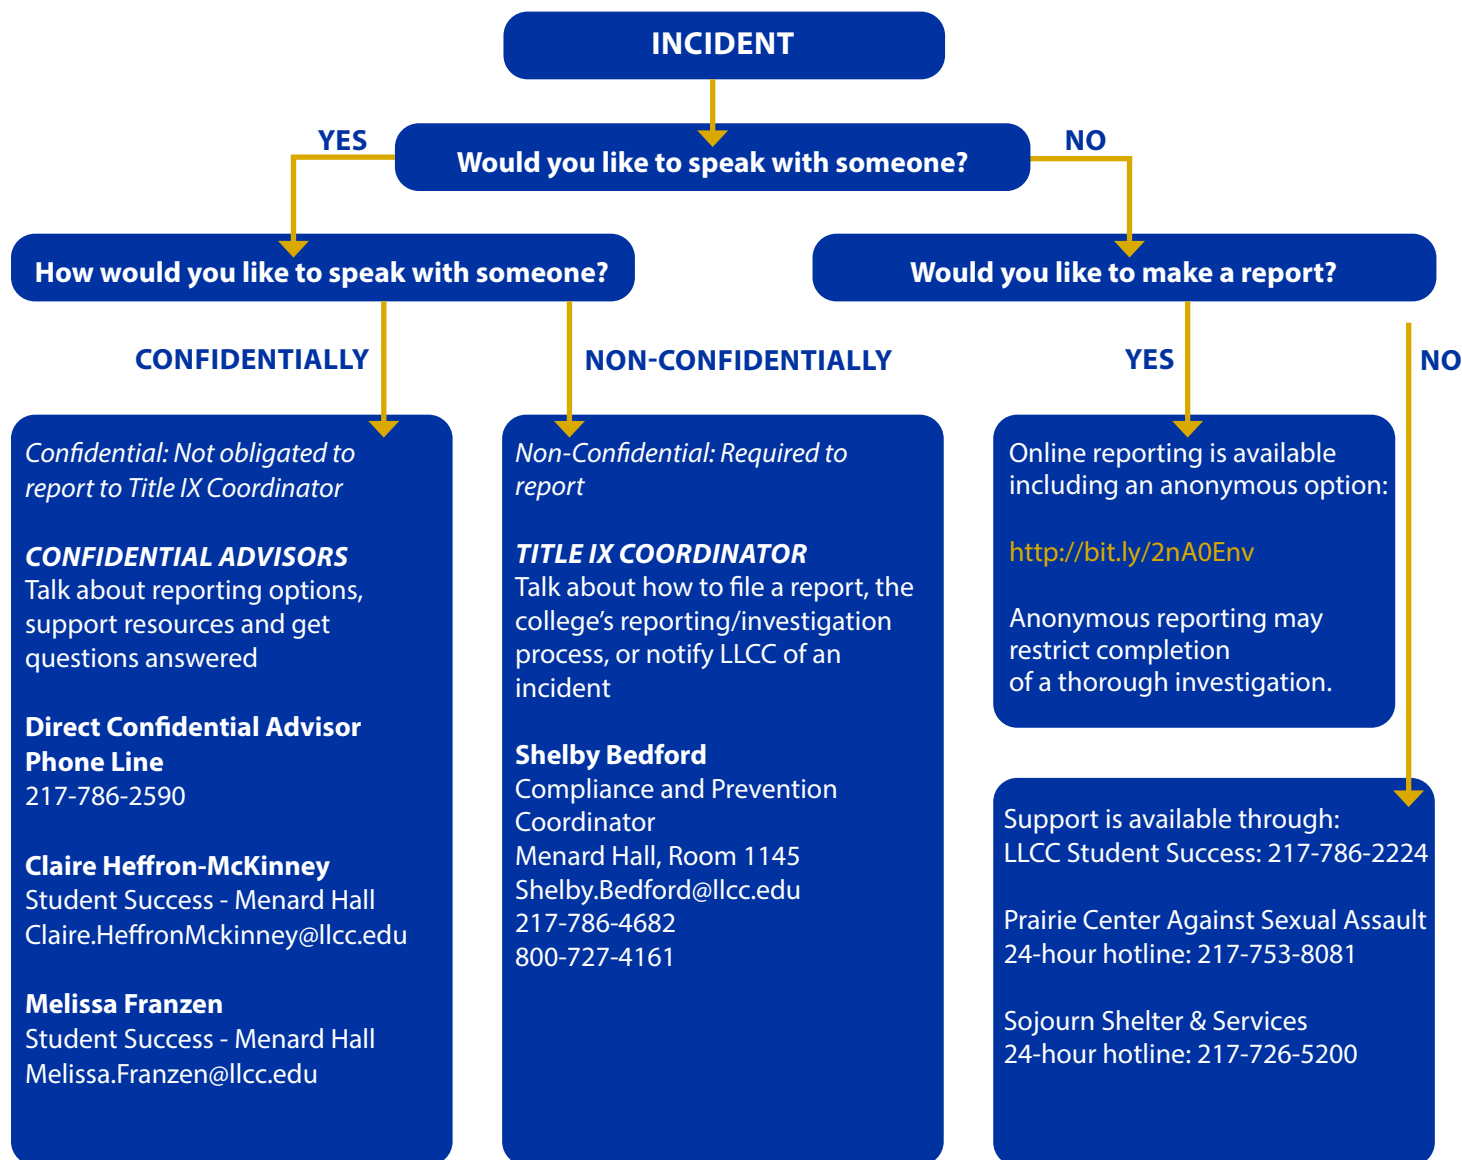 INCIDENT
YES
Would you like to speak with someone?
NO
How would you like to speak with someone?
Would you like to make a report?
CONFIDENTIALLY
NON-CONFIDENTIALLY
YES
NO
Confidential: Not obligated to
report to Title IX Coordinator
CONFIDENTIAL ADVISORS
Talk about reporting options,
support resources and get
questions answered
Direct Confidential Advisor
Phone Line
217-786-2590
Claire Heffron-McKinney
Student Success - Menard Hall
Claire.HeffronMckinney@llcc.edu
Melissa Franzen
Student Success - Menard Hall
Melissa.Franzen@llcc.edu
Non-Confidential: Required to
report
TITLE IX COORDINATOR
Talk about how to file a report, the
college’s reporting/investigation
process, or notify LLCC of an
incident
Shelby Bedford
Compliance and Prevention
Coordinator
Menard Hall, Room 1145
Shelby.Bedford@llcc.edu
217-786-4682
800-727-4161
Online reporting is available
including an anonymous option:
http://bit.ly/2nA0Env
Anonymous reporting may
restrict completion
of a thorough investigation.
Support is available through:
LLCC Student Success: 217-786-2224
Prairie Center Against Sexual Assault
24-hour hotline: 217-753-8081
Sojourn Shelter & Services
24-hour hotline: 217-726-5200